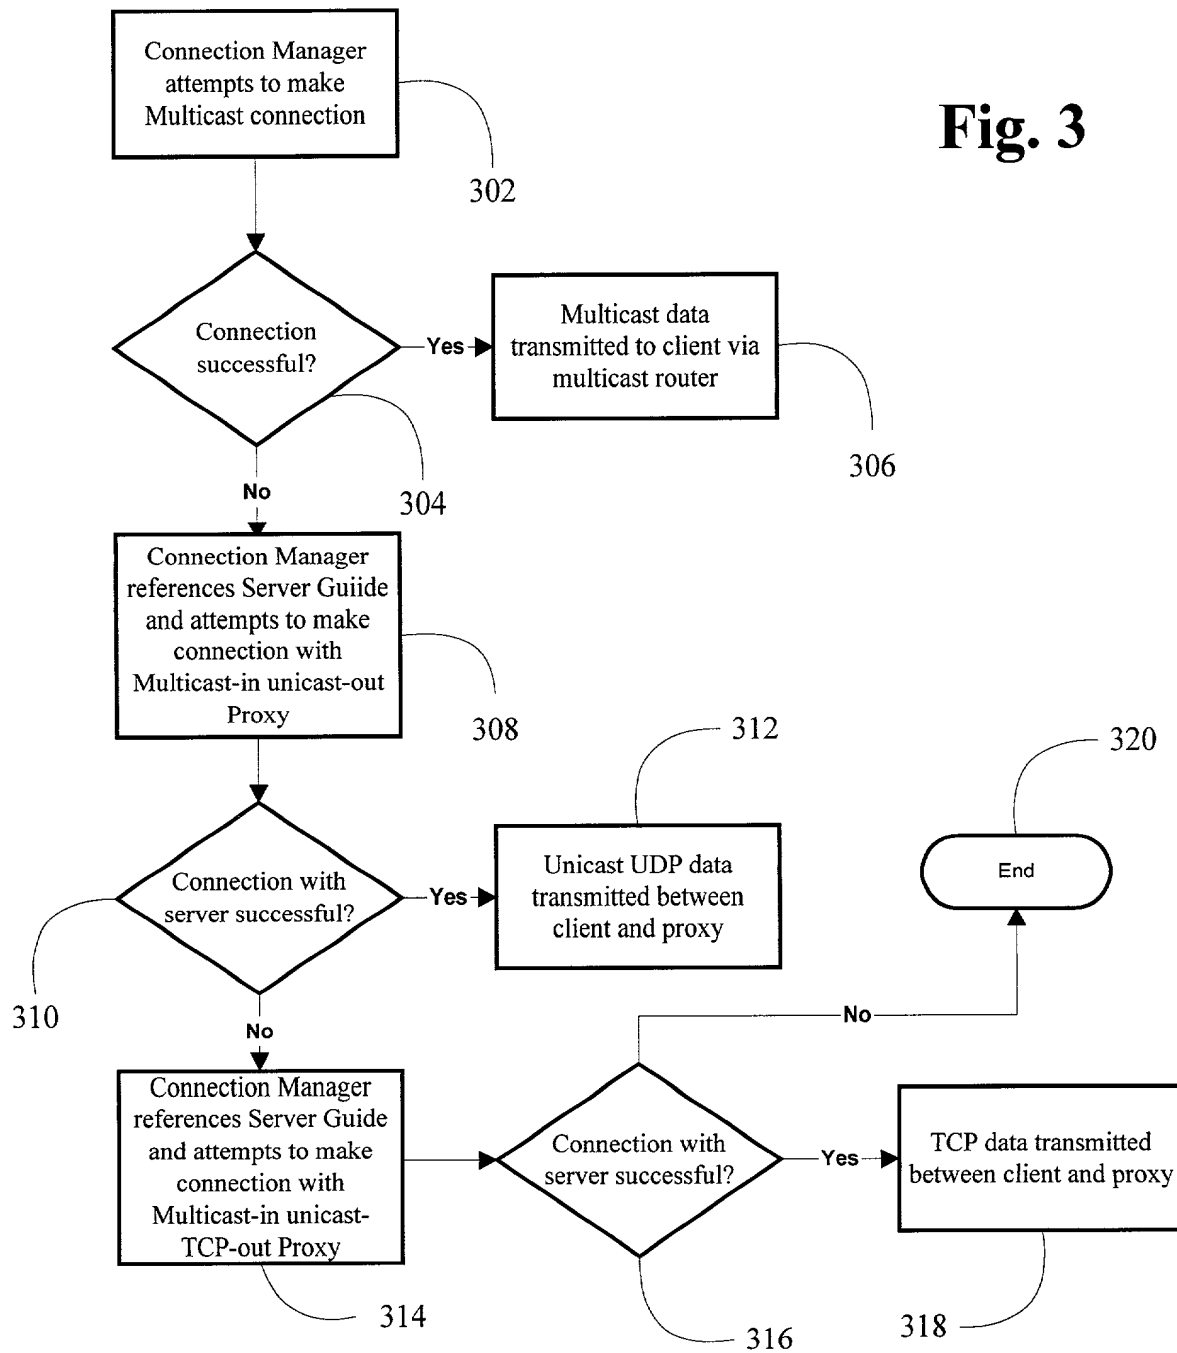 Connection Manager
attempts to make
Multicast connection
Fig. 3
302
Connection
successful?
Yes
Multicast data
transmitted to client via
multicast router
306
304
No
Connection Manager
references Server Guiide
and attempts to make
connection with
Multicast-in unicast-out
Proxy
308
312
320
Connection with
server successful?
Yes
Unicast UDP data
transmitted between
client and proxy
End
310
No
No
Connection Manager
references Server Guide
and attempts to make
connection with
Multicast-in unicast-
TCP-out Proxy
Connection with
server successful?
Yes
TCP data transmitted
between client and proxy
314
316
318